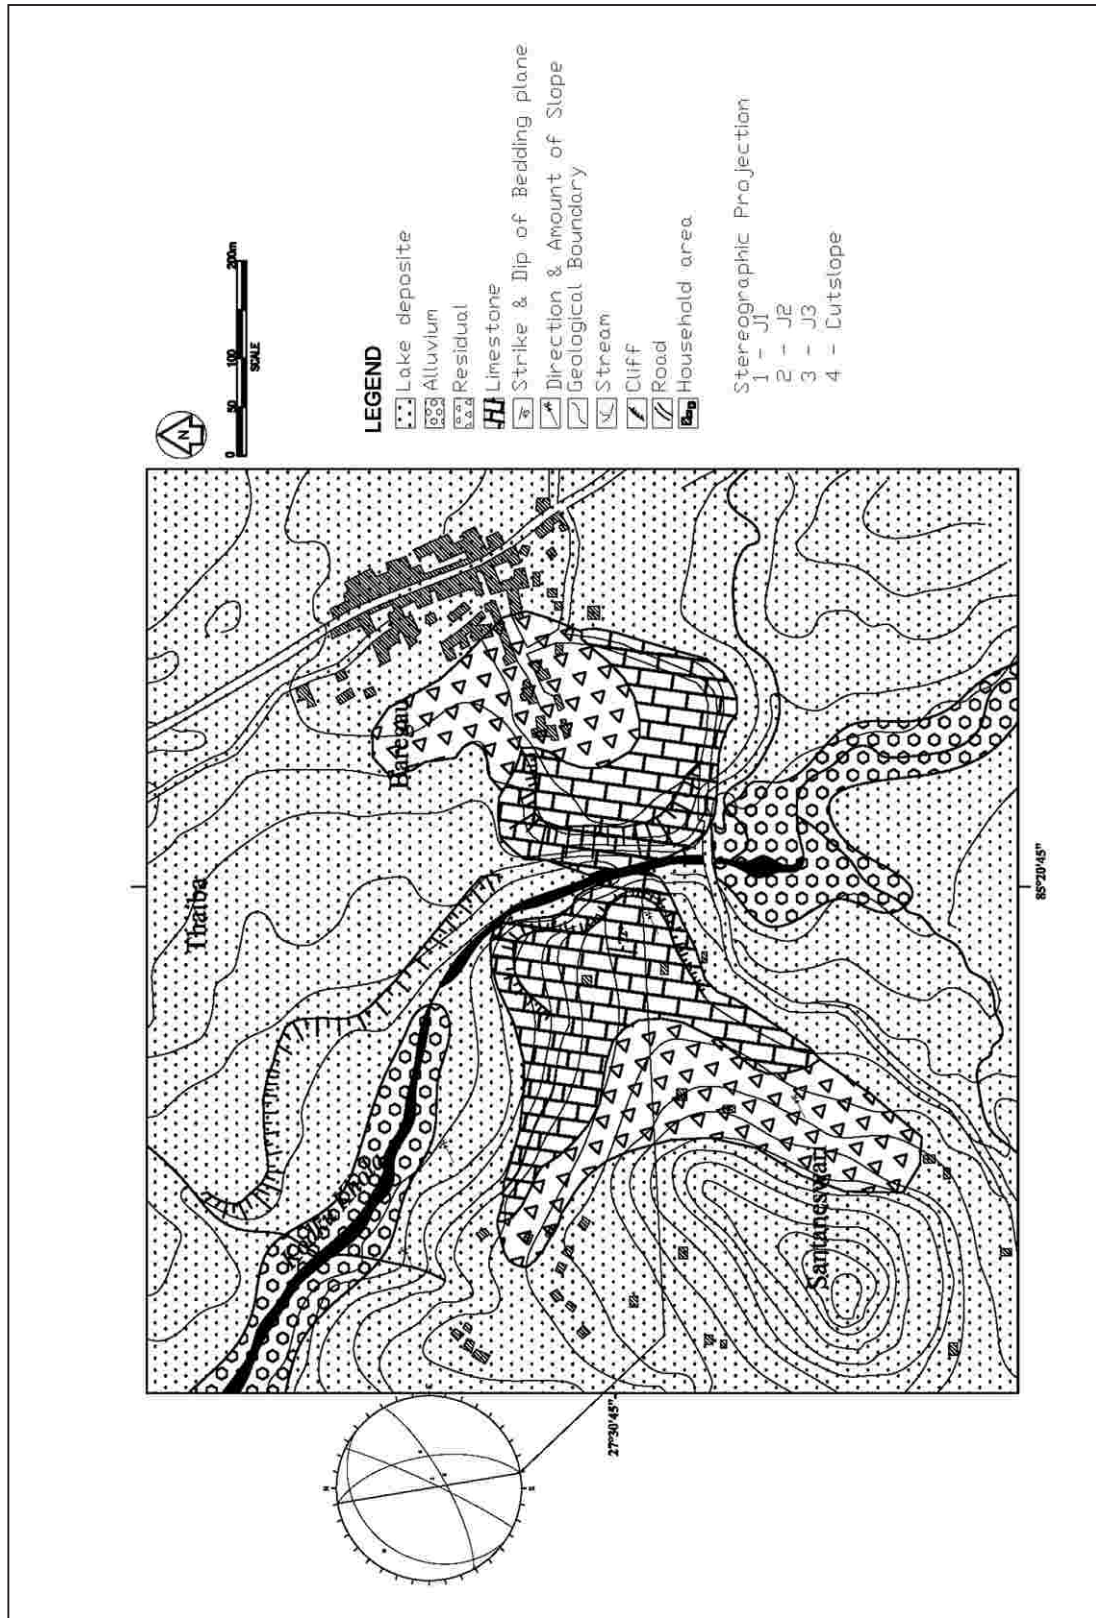 N
0 50 100 200m
SCALE
LEGEND
Lake deposite
Alluvium
Residual
Limestone
Strike & Dip of Bedding plane
Direction & Amount of Slope
Geological Boundary
Stream
Cliff
Road
Household area
Stereographic Projection
1 - J1
2 - J2
3 - J3
4 - Cutslope
Thaiba
Haregau
Santaneswari
85°20'45"
27°30'45"
N